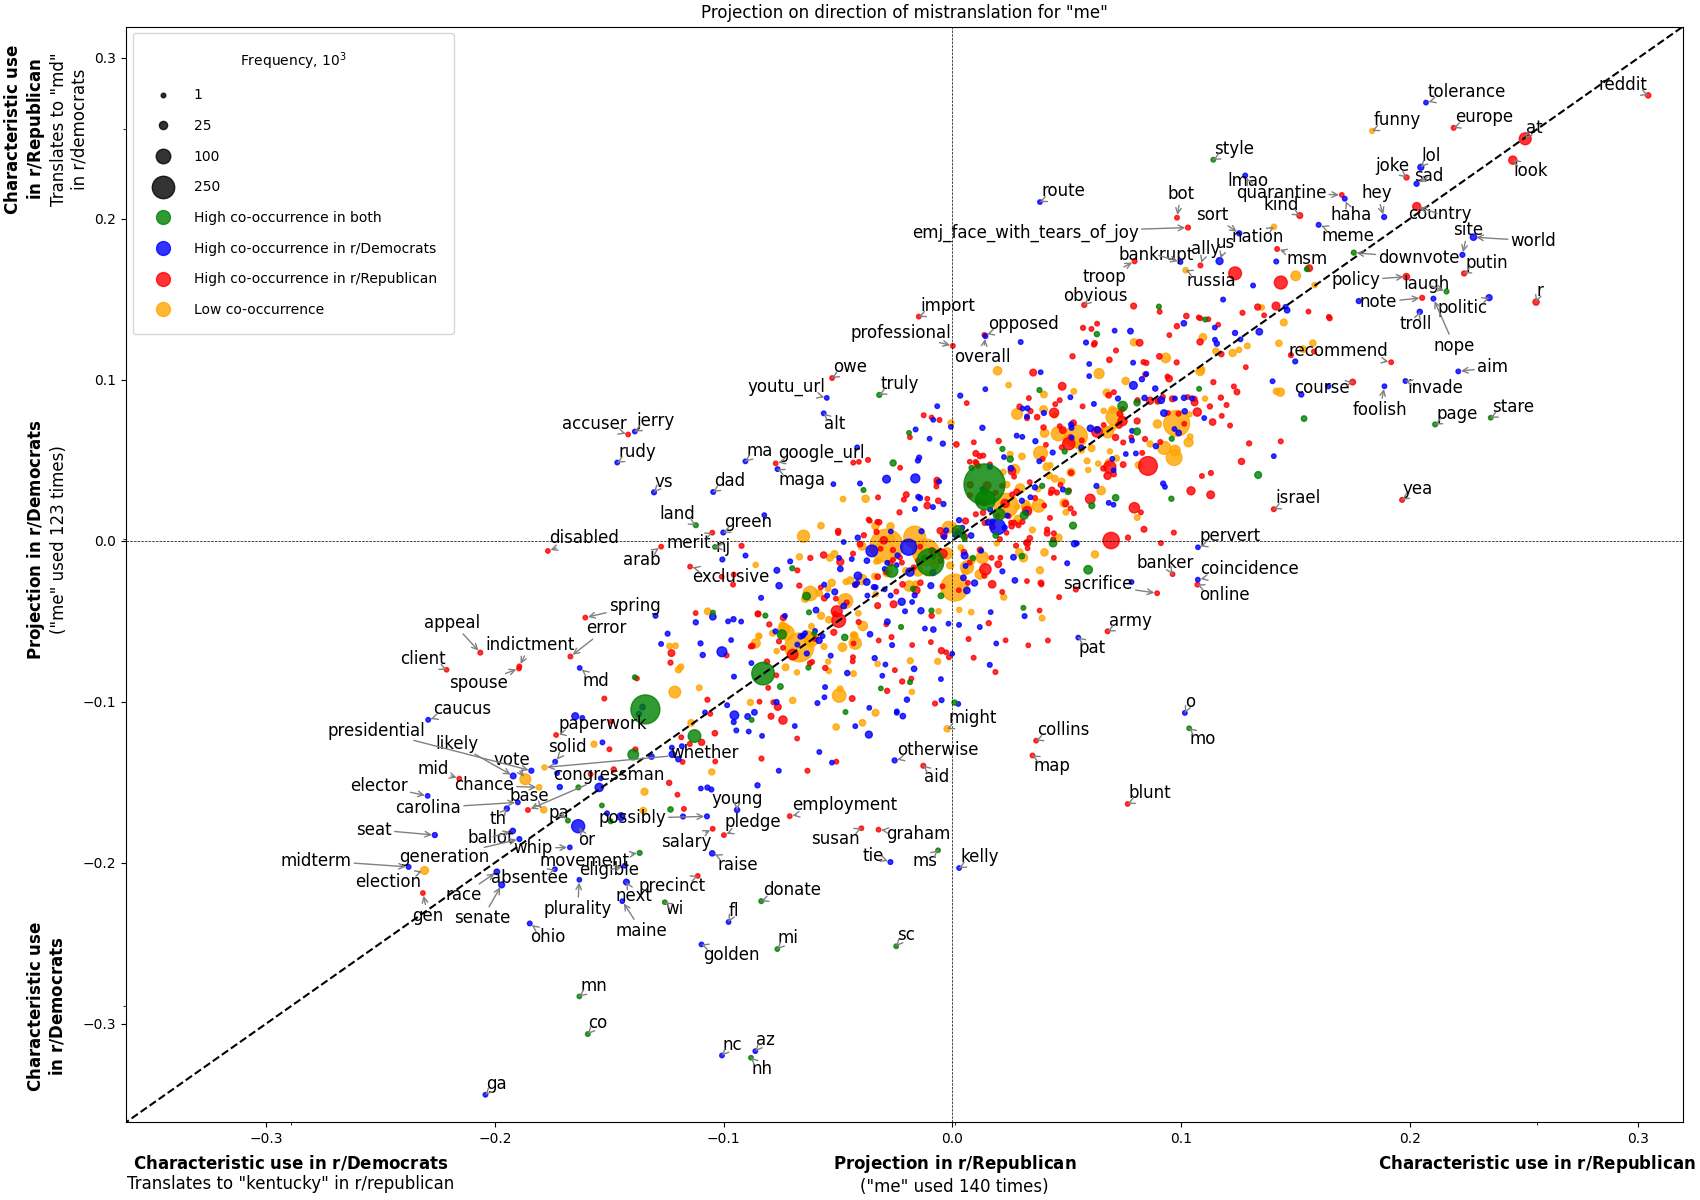 Projection on direction of mistranslation for "me"
Characteristic use
in r/Republican
Translates to "md"
in r/democrats
Projection in r/Democrats
("me" used 123 times)
Characteristic use
in r/Democrats
0.3
0.2
0.1
0.0
−0.1
−0.2
−0.3
Frequency, 10³
1
25
100
250
High co-occurrence in both
High co-occurrence in r/Democrats
High co-occurrence in r/Republican
Low co-occurrence
reddit
tolerance
europe
funny
at
style
lol
joke
sad
look
lmao
quarantine
hey
route
bot
kind
haha
country
sort
emj_face_with_tears_of_joy
nation
meme
site
world
us
ally
bankrupt
msm
downvote
putin
troop
russia
policy
laugh
obvious
note
politic
r
import
troll
opposed
professional
nope
overall
recommend
owe
aim
youtu_url
truly
course
invade
foolish
stare
alt
page
accuser
jerry
rudy
ma
google_url
vs
dad
maga
yea
israel
land
green
disabled
merit
nj
pervert
arab
banker
coincidence
exclusive
sacrifice
online
spring
appeal
error
army
indictment
client
pat
spouse
md
caucus
o
presidential
paperwork
might
collins
mo
likely
solid
whether
otherwise
vote
mid
congressman
map
aid
elector
chance
base
blunt
carolina
young
employment
th
pa
possibly
pledge
seat
ballot
or
salary
susan
graham
generation
whip
midterm
movement
raise
tie
ms
kelly
election
absentee
eligible
precinct
race
next
donate
gen
senate
plurality
wi
fl
ohio
maine
mi
sc
golden
mn
co
nc
az
nh
ga
−0.3
−0.2
−0.1
0.0
0.1
0.2
0.3
Characteristic use in r/Democrats
Translates to "kentucky" in r/republican
Projection in r/Republican
("me" used 140 times)
Characteristic use in r/Republican